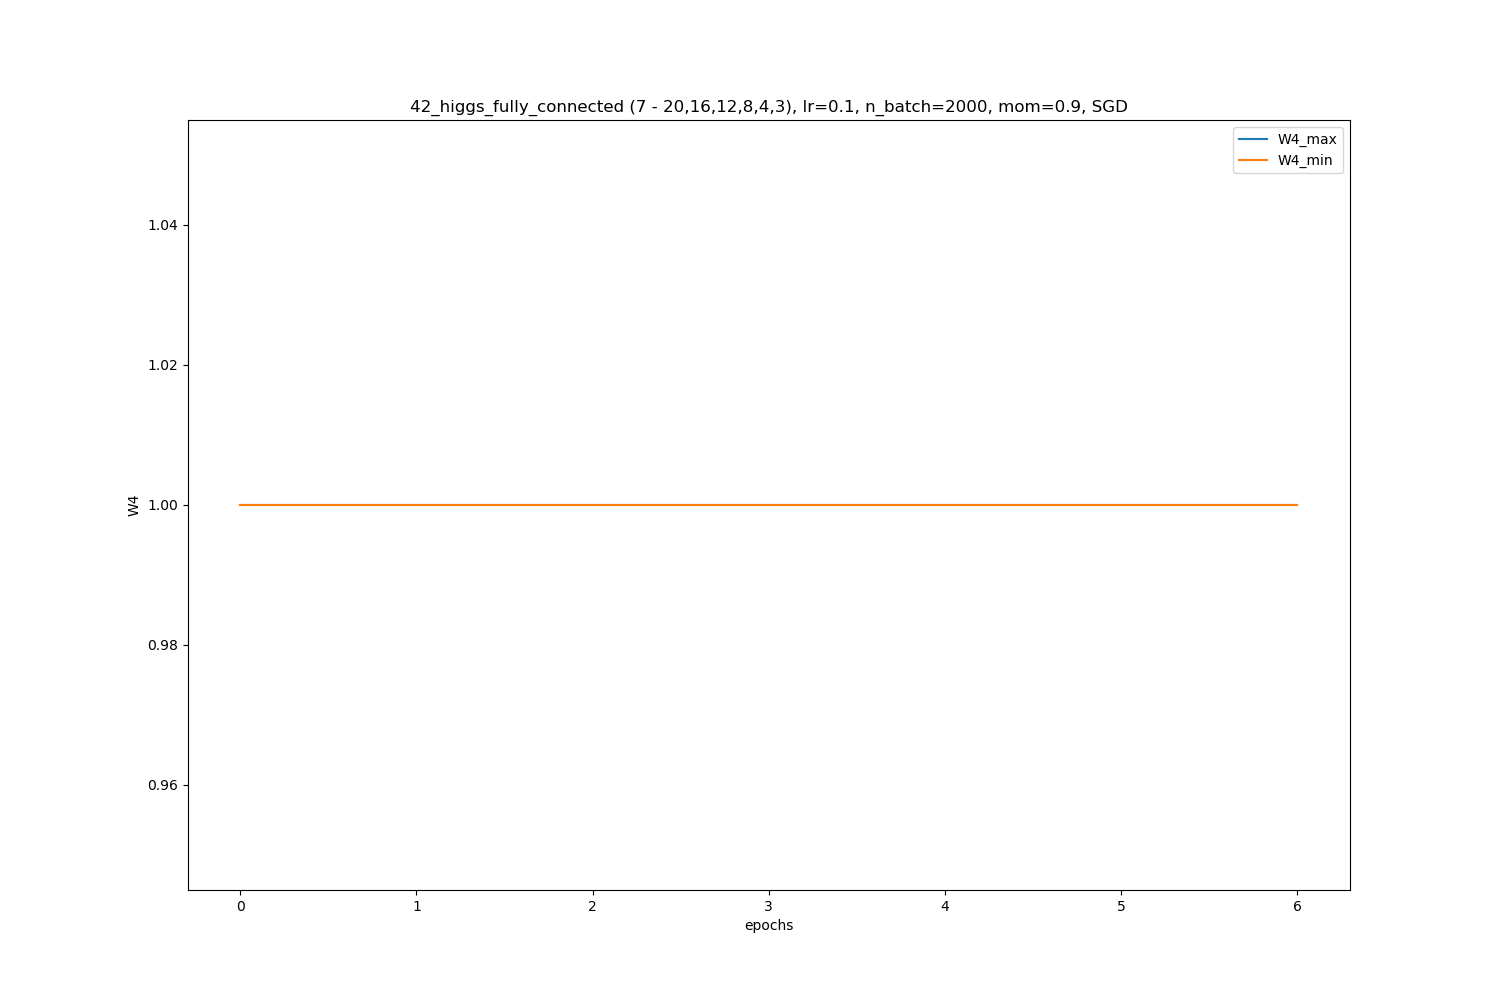 42_higgs_fully_connected (7 - 20,16,12,8,4,3), lr=0.1, n_batch=2000, mom=0.9, SGD
W4_max
W4_min
1.04
1.02
1.00
0.98
0.96
W4
0 1 2 3 4 5 6
epochs